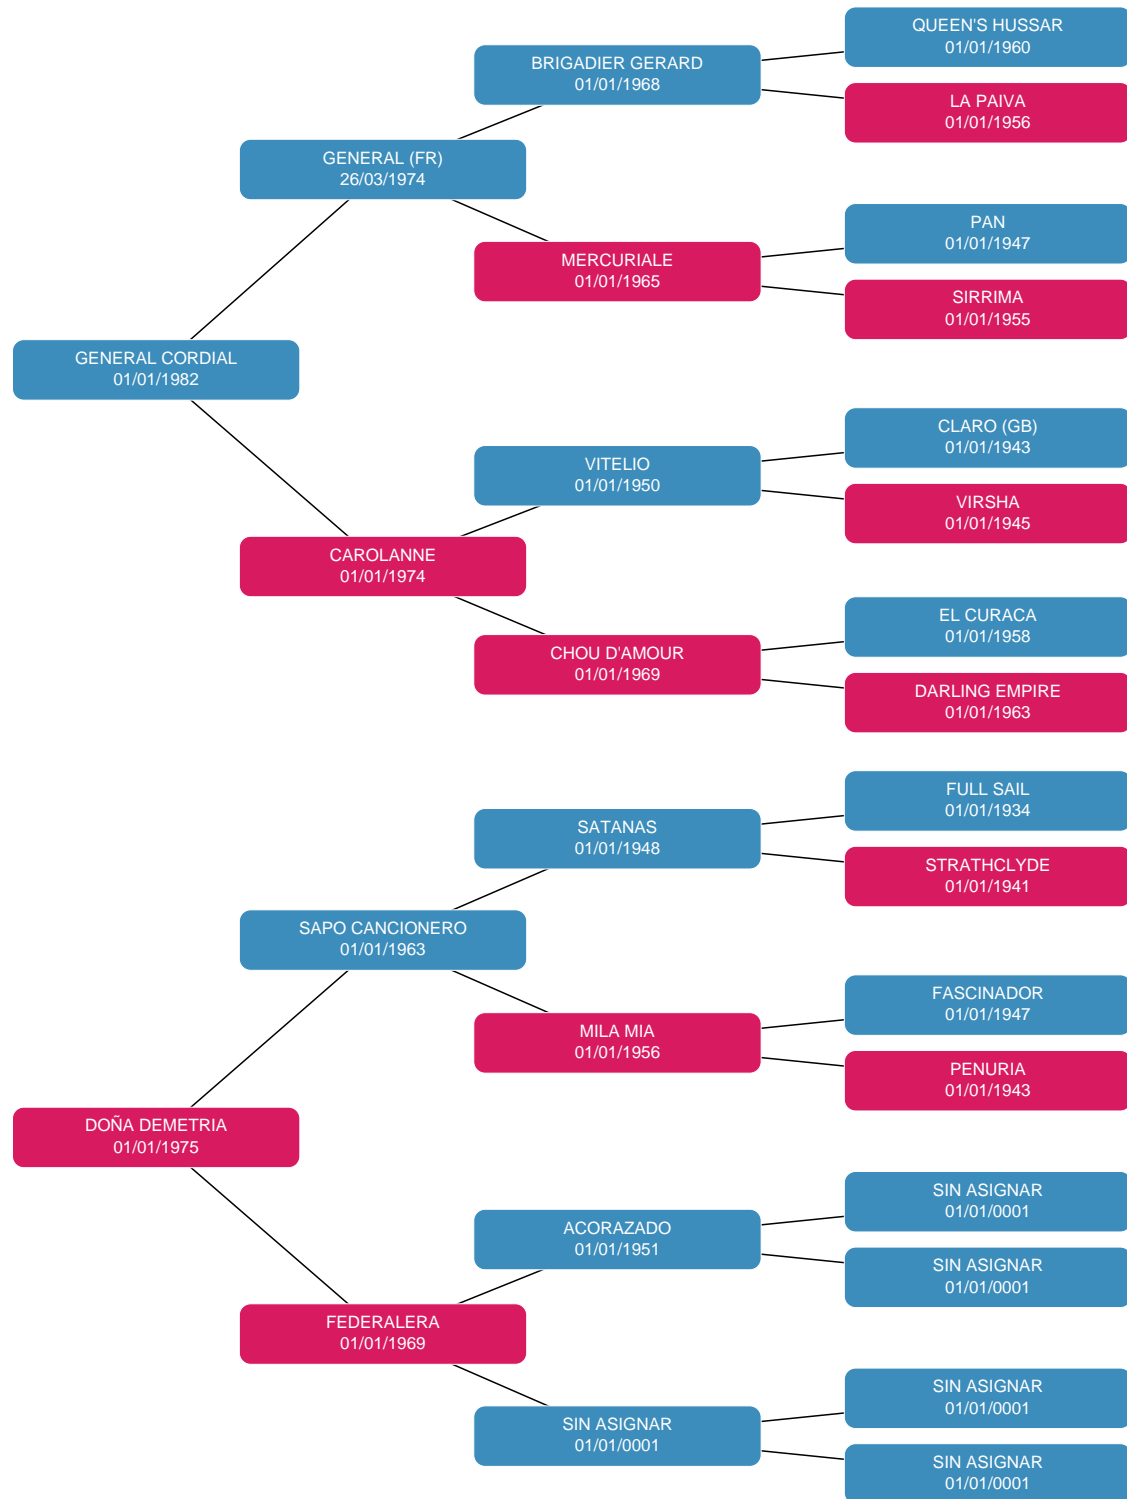 QUEEN'S HUSSAR
01/01/1960
BRIGADIER GERARD
01/01/1968
LA PAIVA
01/01/1956
GENERAL (FR)
26/03/1974
PAN
01/01/1947
MERCURIALE
01/01/1965
SIRRIMA
01/01/1955
GENERAL CORDIAL
01/01/1982
CLARO (GB)
01/01/1943
VITELIO
01/01/1950
VIRSHA
01/01/1945
CAROLANNE
01/01/1974
EL CURACA
01/01/1958
CHOU D'AMOUR
01/01/1969
DARLING EMPIRE
01/01/1963
FULL SAIL
01/01/1934
SATANAS
01/01/1948
STRATHCLYDE
01/01/1941
SAPO CANCIONERO
01/01/1963
FASCINADOR
01/01/1947
MILA MIA
01/01/1956
PENURIA
01/01/1943
DOÑA DEMETRIA
01/01/1975
SIN ASIGNAR
01/01/0001
ACORAZADO
01/01/1951
SIN ASIGNAR
01/01/0001
FEDERALERA
01/01/1969
SIN ASIGNAR
01/01/0001
SIN ASIGNAR
01/01/0001
SIN ASIGNAR
01/01/0001